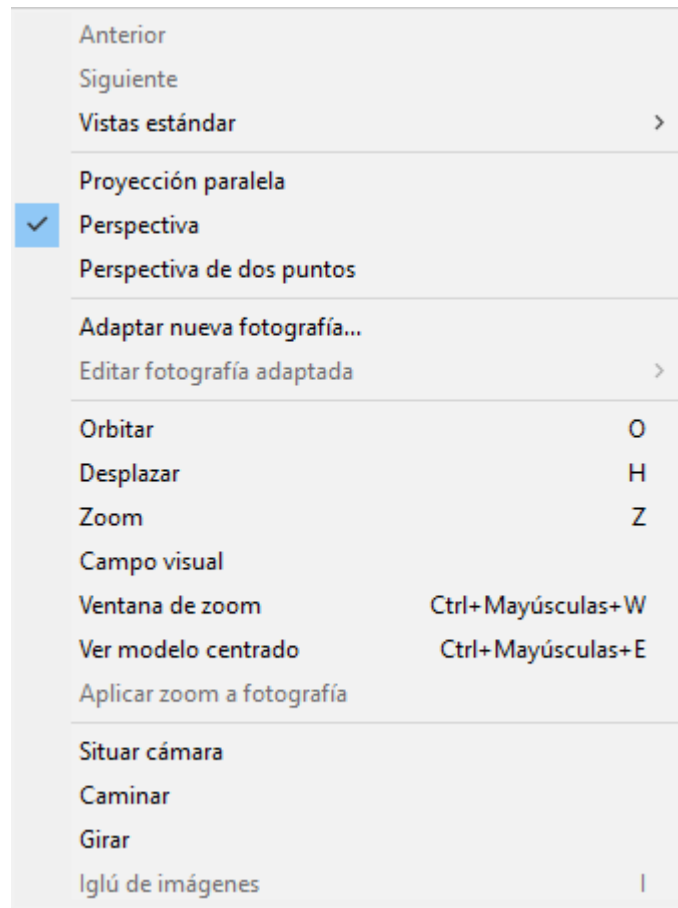 Anterior
Siguiente
Vistas estándar
Proyección paralela
Perspectiva
Perspectiva de dos puntos
Adaptar nueva fotografía...
Editar fotografía adaptada
Orbitar O
Desplazar H
Zoom Z
Campo visual
Ventana de zoom Ctrl+Mayúsculas+W
Ver modelo centrado Ctrl+Mayúsculas+E
Aplicar zoom a fotografía
Situar cámara
Caminar
Girar
Iglú de imágenes I